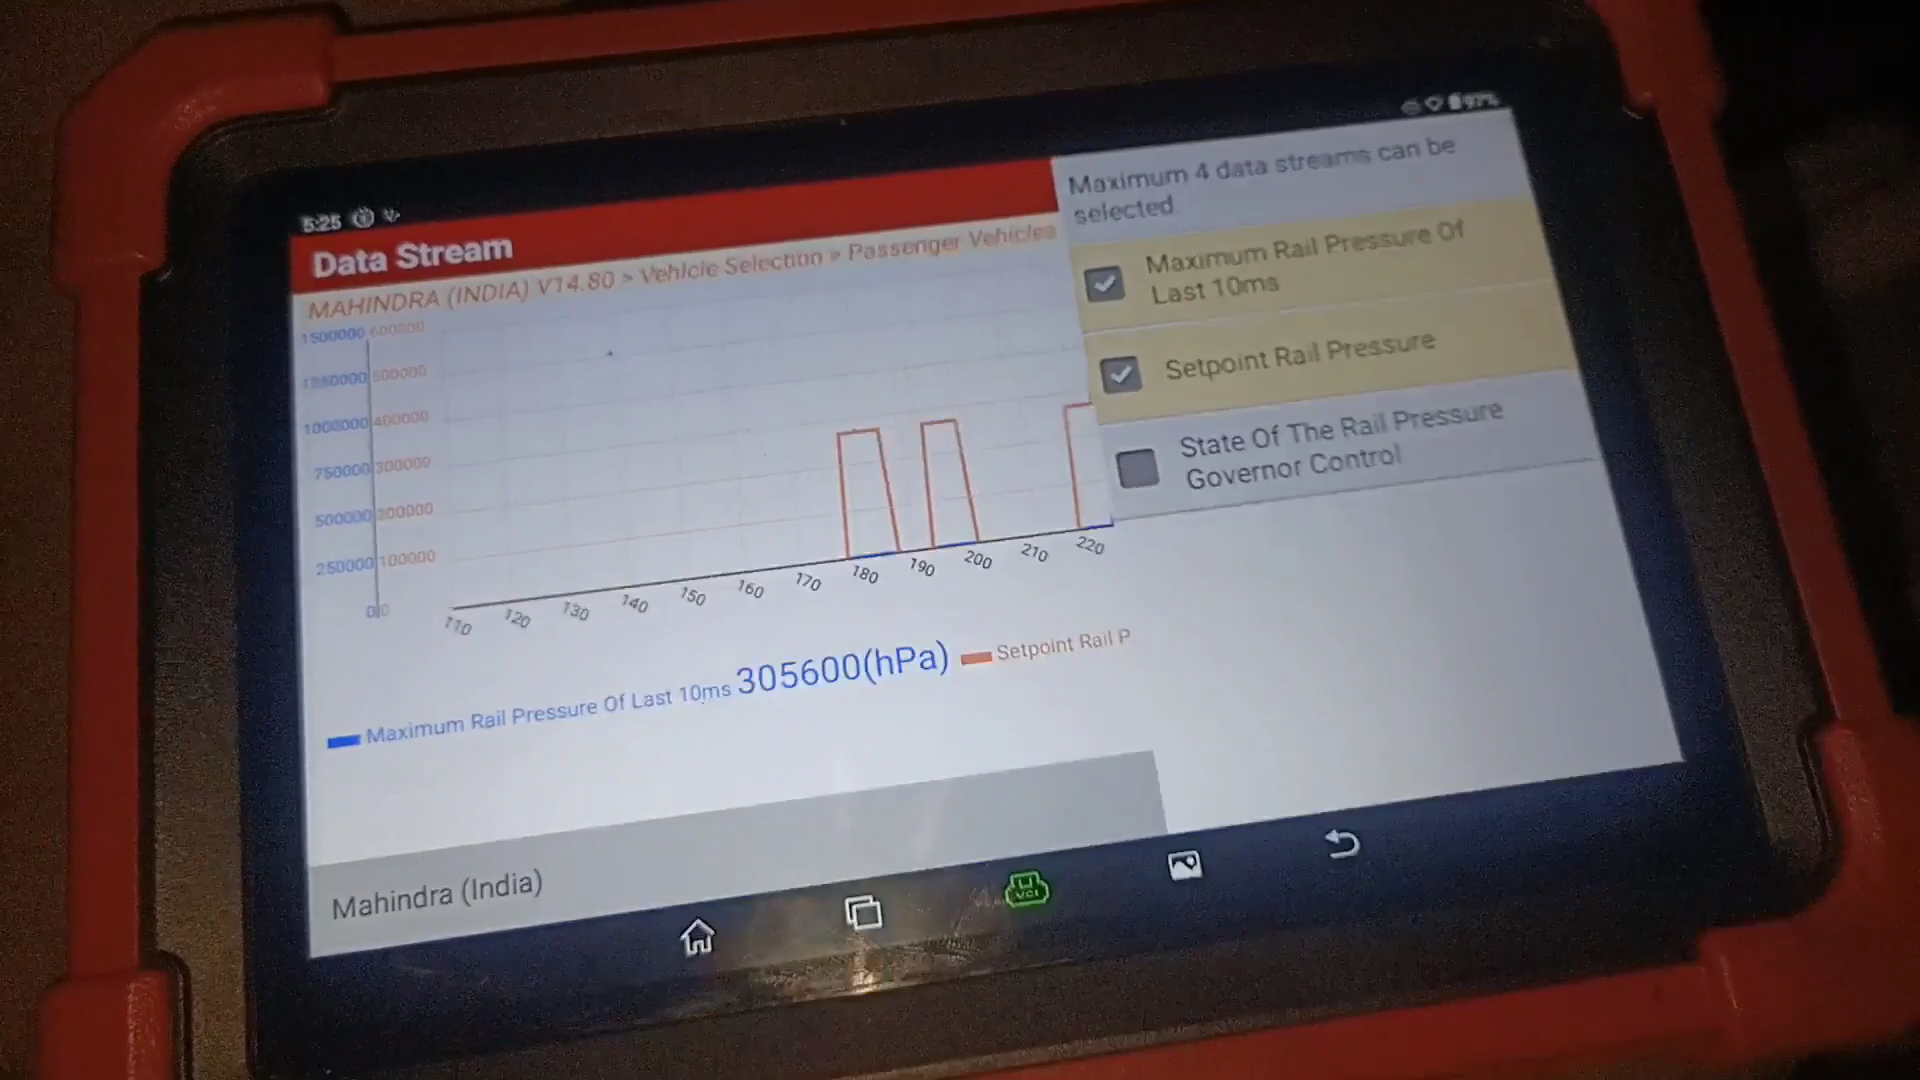 5:25
97%
Data Stream
MAHINDRA (INDIA) V14.80 > Vehicle Selection > Passenger Vehicles
Maximum 4 data streams can be
selected.
Maximum Rail Pressure Of
Last 10ms
Setpoint Rail Pressure
State Of The Rail Pressure
Governor Control
1500000 600000
1250000 500000
1000000 400000
750000 300000
500000 200000
250000 100000
0 0
110 120 130 140 150 160 170 180 190 200 210 220
Maximum Rail Pressure Of Last 10ms 305600(hPa) Setpoint Rail P
Mahindra (India)
VCI